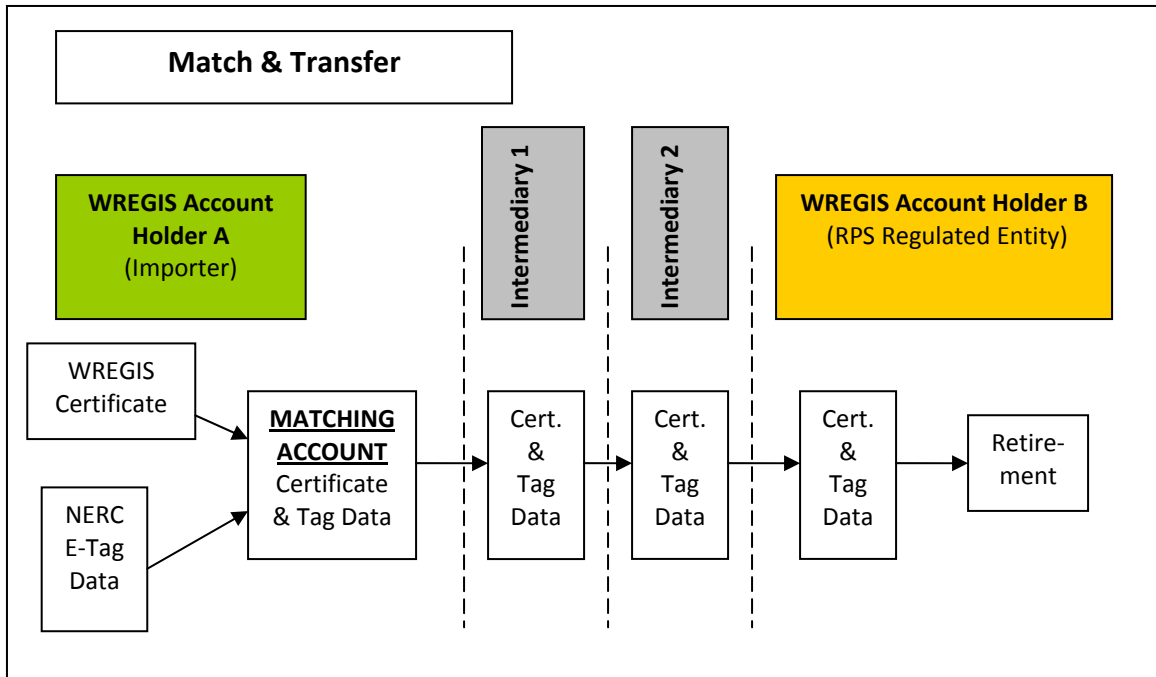 Match & Transfer
WREGIS Account
Holder A
(Importer)
Intermediary 1
Intermediary 2
WREGIS Account Holder B
(RPS Regulated Entity)
WREGIS
Certificate
NERC
E-Tag
Data
MATCHING
ACCOUNT
Certificate
& Tag Data
Cert.
&
Tag
Data
Cert.
&
Tag
Data
Cert.
&
Tag
Data
Retire-
ment